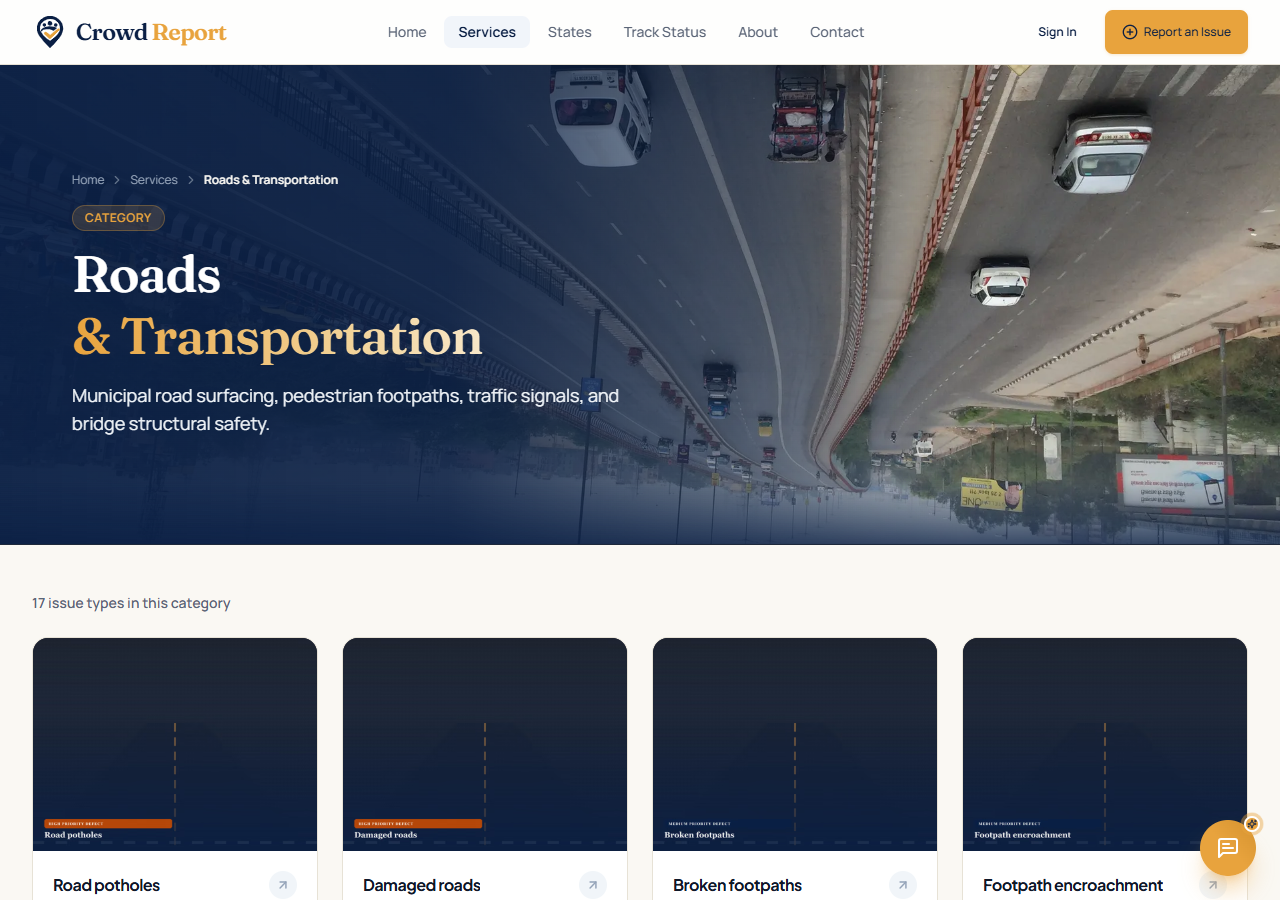 Crowd Report
Home
Services
States
Track Status
About
Contact
Sign In
Report an Issue
Home > Services > Roads & Transportation
CATEGORY
Roads
& Transportation
Municipal road surfacing, pedestrian footpaths, traffic signals, and
bridge structural safety.
17 issue types in this category
HIGH PRIORITY DEFECT
Road potholes
HIGH PRIORITY DEFECT
Damaged roads
MEDIUM PRIORITY DEFECT
Broken footpaths
MEDIUM PRIORITY DEFECT
Footpath encroachment
Road potholes
Damaged roads
Broken footpaths
Footpath encroachment